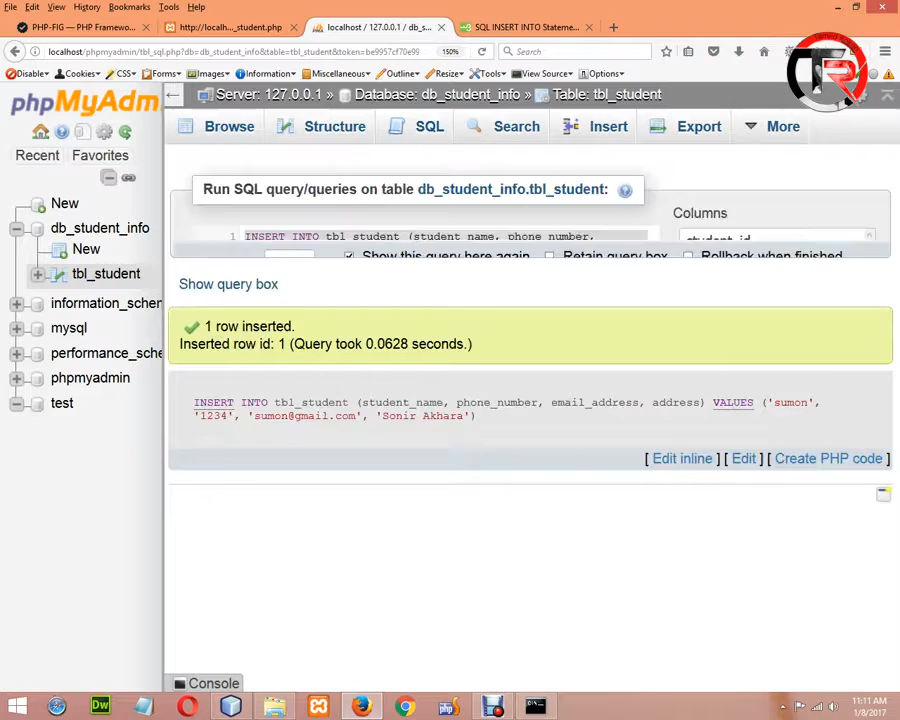 File Edit View History Bookmarks Tools Help
PHP-FIG — PHP Framewo... × http://localh..._student.php × localhost / 127.0.0.1 / db_s... × SQL INSERT INTO Stateme... × +
localhost/phpmyadmin/tbl_sql.php?db=db_student_info&table=tbl_student&token=be9957cf70e99 150% Search
Disable Cookies CSS Forms Images Information Miscellaneous Outline Resize Tools View Source Options
phpMyAdm
Server: 127.0.0.1 » Database: db_student_info » Table: tbl_student
Browse Structure SQL Search Insert Export More
Recent Favorites
New
db_student_info
New
tbl_student
information_schem
mysql
performance_sche
phpmyadmin
test
Run SQL query/queries on table db_student_info.tbl_student:
Columns
1 INSERT INTO tbl_student (student_name, phone_number,
student_id
Show this query here again Retain query box Rollback when finished
Show query box
1 row inserted.
Inserted row id: 1 (Query took 0.0628 seconds.)
INSERT INTO tbl_student (student_name, phone_number, email_address, address) VALUES ('sumon',
'1234', 'sumon@gmail.com', 'Sonir Akhara')
[ Edit inline ] [ Edit ] [ Create PHP code ]
Console
Dw
php
11:11 AM
1/8/2017